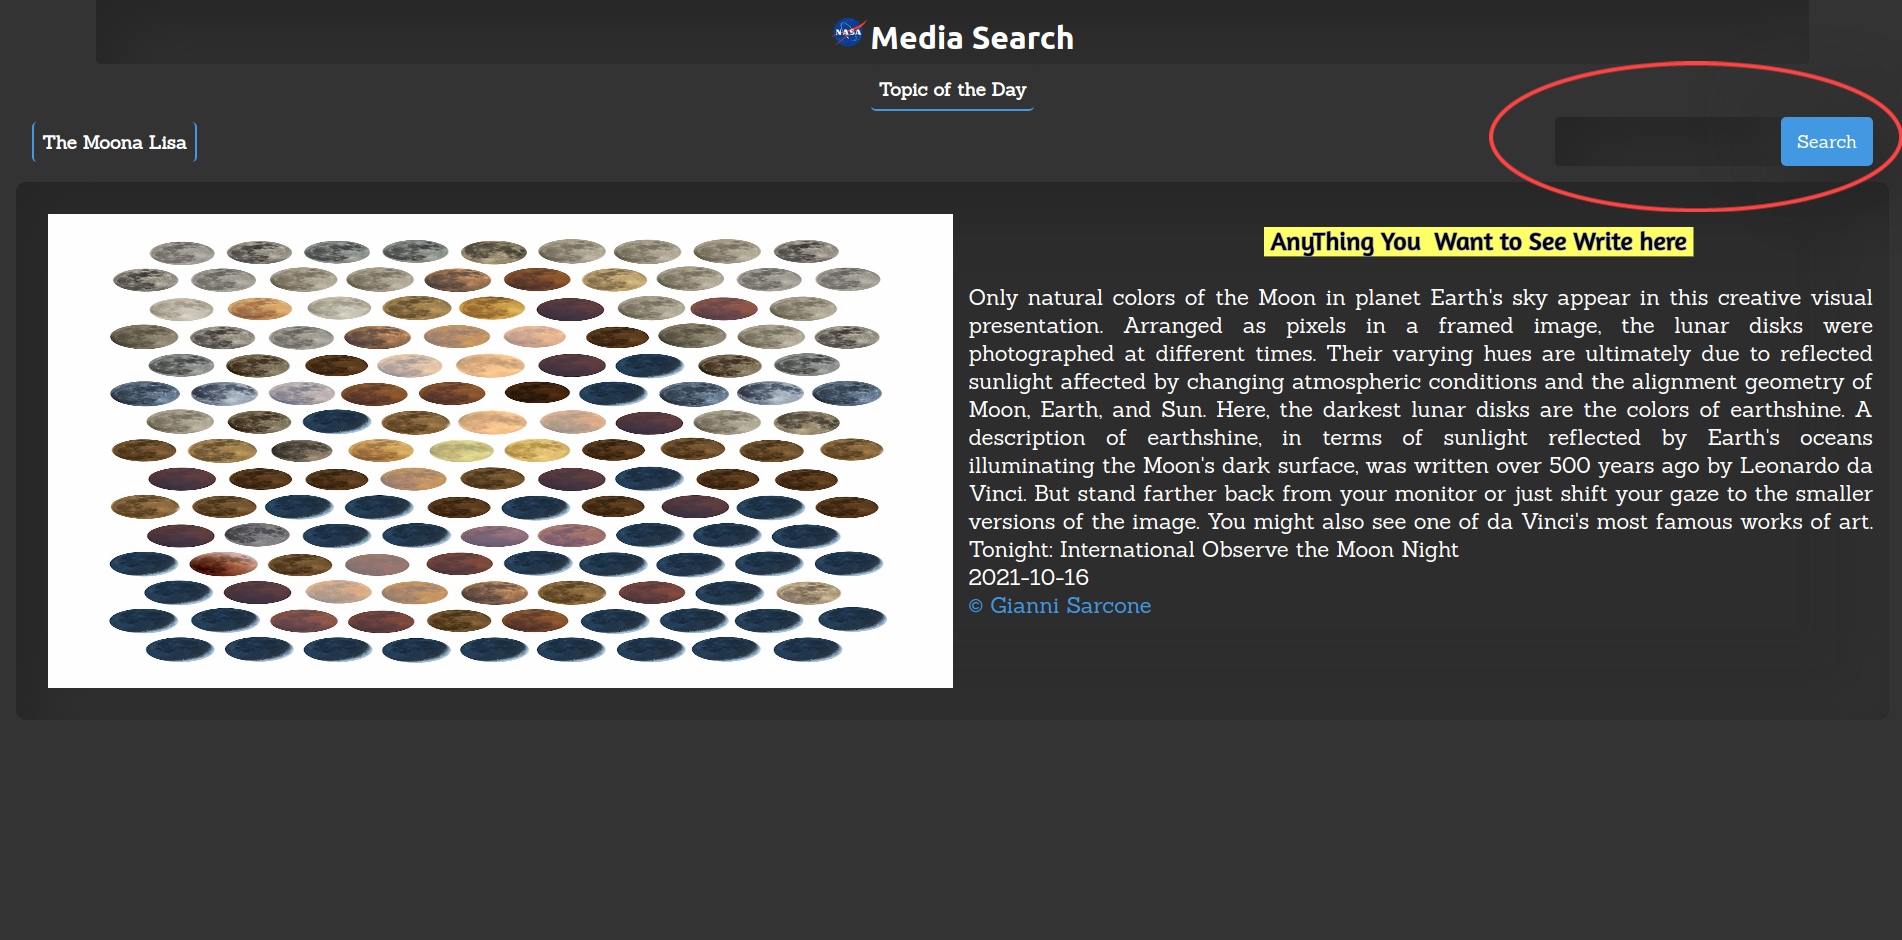 NASA
Media Search
Topic of the Day
The Moona Lisa
Search
AnyThing You Want to See Write here
Only natural colors of the Moon in planet Earth's sky appear in this creative visual
presentation. Arranged as pixels in a framed image, the lunar disks were
photographed at different times. Their varying hues are ultimately due to reflected
sunlight affected by changing atmospheric conditions and the alignment geometry of
Moon, Earth, and Sun. Here, the darkest lunar disks are the colors of earthshine. A
description of earthshine, in terms of sunlight reflected by Earth's oceans
illuminating the Moon's dark surface, was written over 500 years ago by Leonardo da
Vinci. But stand farther back from your monitor or just shift your gaze to the smaller
versions of the image. You might also see one of da Vinci's most famous works of art.
Tonight: International Observe the Moon Night
2021-10-16
© Gianni Sarcone